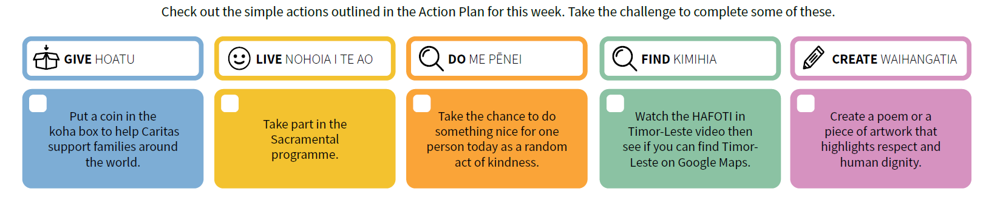 Check out the simple actions outlined in the Action Plan for this week. Take the challenge to complete some of these.
GIVE HOATU
Put a coin in the
koha box to help Caritas
support families around
the world.
LIVE NOHOIA I TE AO
Take part in the
Sacramental
programme.
DO ME PĒNEI
Take the chance to do
something nice for one
person today as a random
act of kindness.
FIND KIMIHIA
Watch the HAFOTI in
Timor-Leste video then
see if you can find Timor-
Leste on Google Maps.
CREATE WAIHANGATIA
Create a poem or a
piece of artwork that
highlights respect and
human dignity.